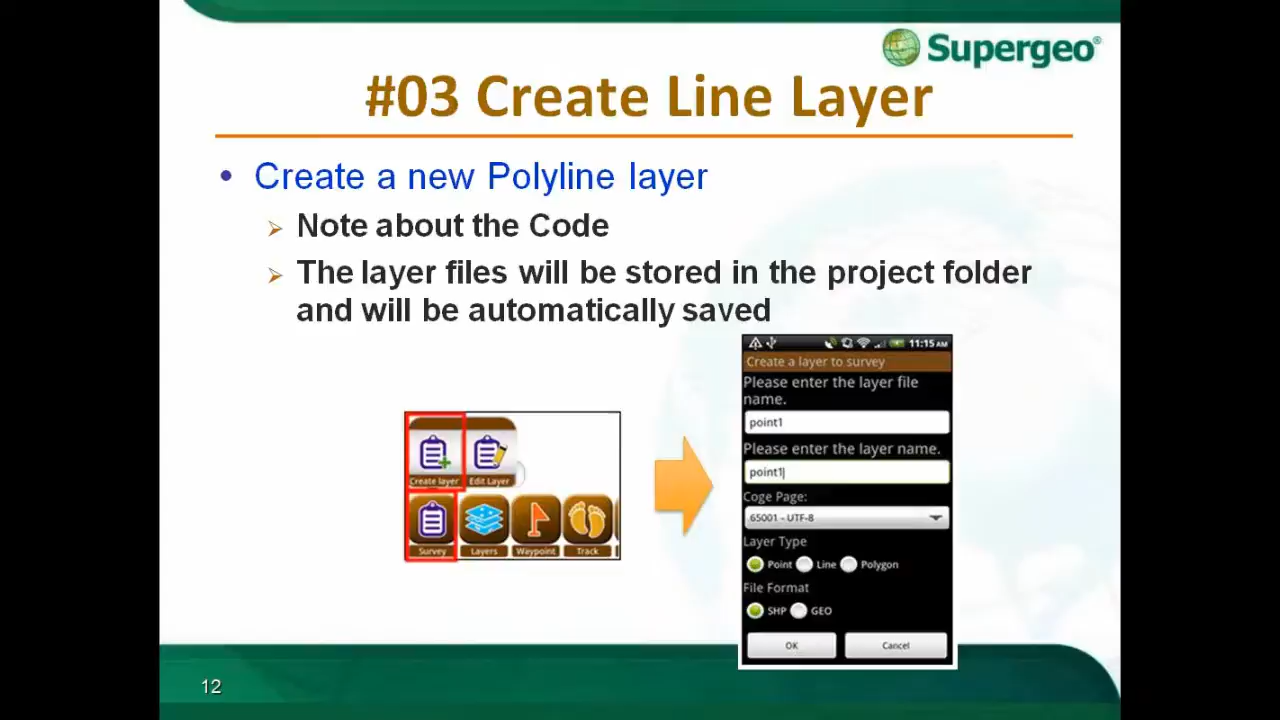 Supergeo®
#03 Create Line Layer
• Create a new Polyline layer
➢ Note about the Code
➢ The layer files will be stored in the project folder
and will be automatically saved
Create layer Edit Layer
Survey Layers Waypoint Track
11:15 AM
Create a layer to survey
Please enter the layer file
name.
point1
Please enter the layer name.
point1
Coge Page:
65001 - UTF-8
Layer Type
Point Line Polygon
File Format
SHP GEO
OK Cancel
12